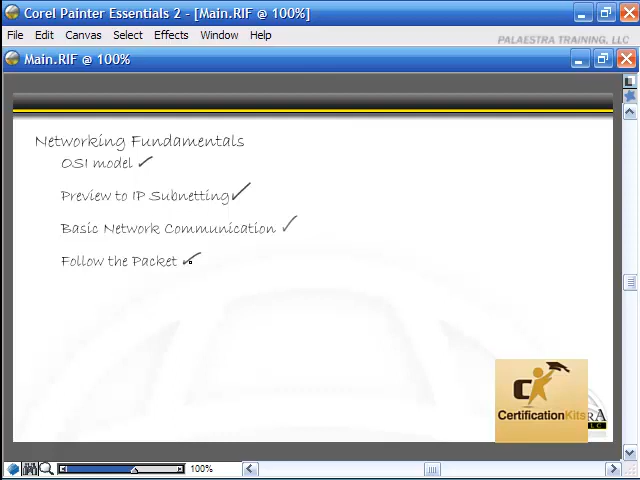 Corel Painter Essentials 2 - [Main.RIF @ 100%]
File Edit Canvas Select Effects Window Help
PALAESTRA TRAINING, LLC
Main.RIF @ 100%
Networking Fundamentals
OSI model
Preview to IP Subnetting
Basic Network Communication
Follow the Packet
CertificationKits
100%